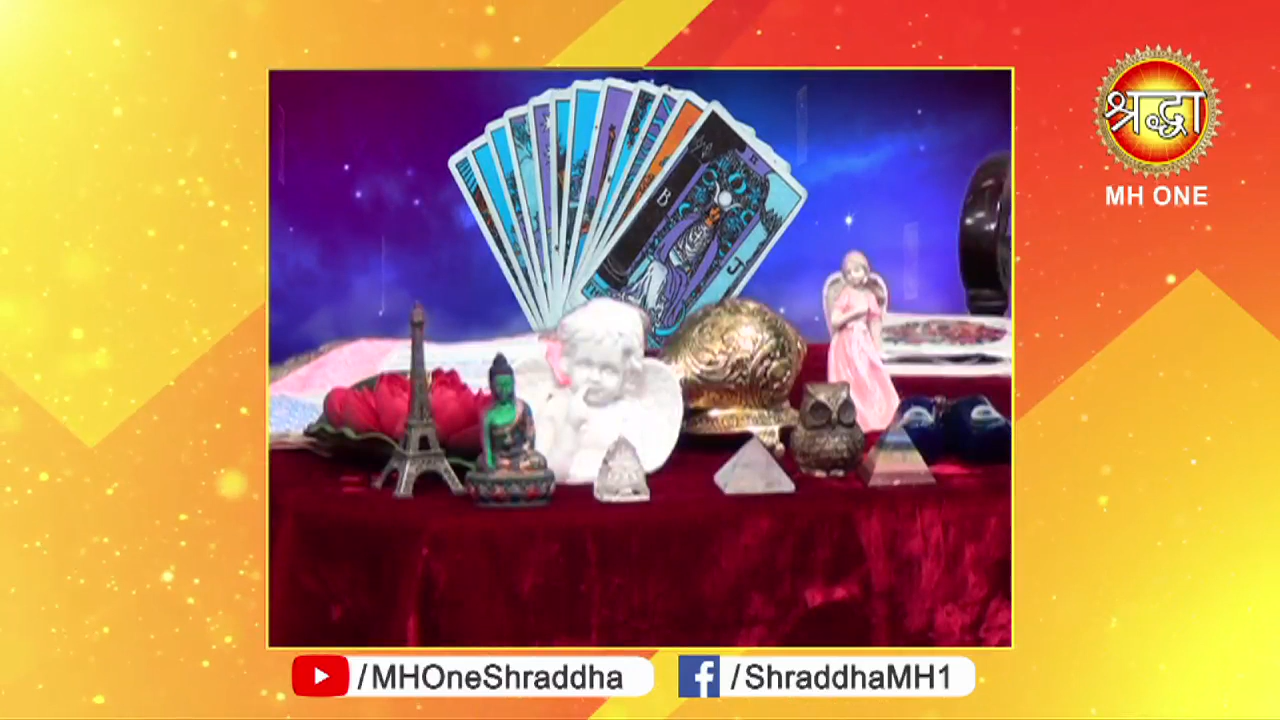 श्रद्धा
MH ONE
B
J
/MHOneShraddha
/ShraddhaMH1